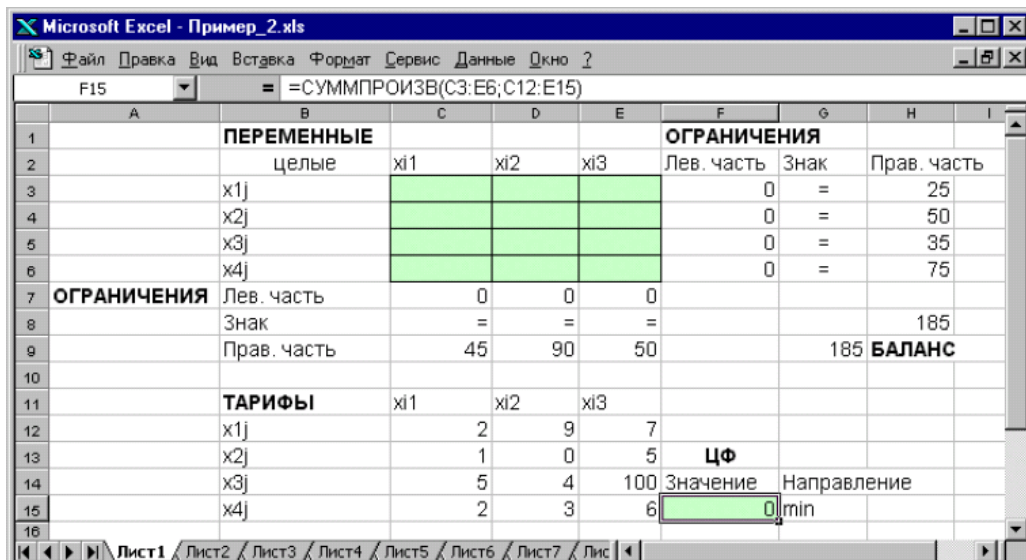 Microsoft Excel - Пример_2.xls
Файл Правка Вид Вставка Формат Сервис Данные Окно ?
F15 = =СУММПРОИЗВ(C3:E6;C12:E15)
A B C D E F G H I
1 ПЕРЕМЕННЫЕ ОГРАНИЧЕНИЯ
2 целые xi1 xi2 xi3 Лев. часть Знак Прав. часть
3 x1j 0 = 25
4 x2j 0 = 50
5 x3j 0 = 35
6 x4j 0 = 75
7 ОГРАНИЧЕНИЯ Лев. часть 0 0 0
8 Знак = = = 185
9 Прав. часть 45 90 50 185 БАЛАНС
10
11 ТАРИФЫ xi1 xi2 xi3
12 x1j 2 9 7
13 x2j 1 0 5 ЦФ
14 x3j 5 4 100 Значение Направление
15 x4j 2 3 6 0 min
16
Лист1 Лист2 Лист3 Лист4 Лист5 Лист6 Лист7 Лис